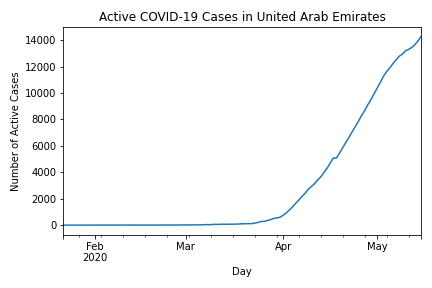 Active COVID-19 Cases in United Arab Emirates
Number of Active Cases
14000
12000
10000
8000
6000
4000
2000
0
Feb
2020
Mar
Apr
May
Day